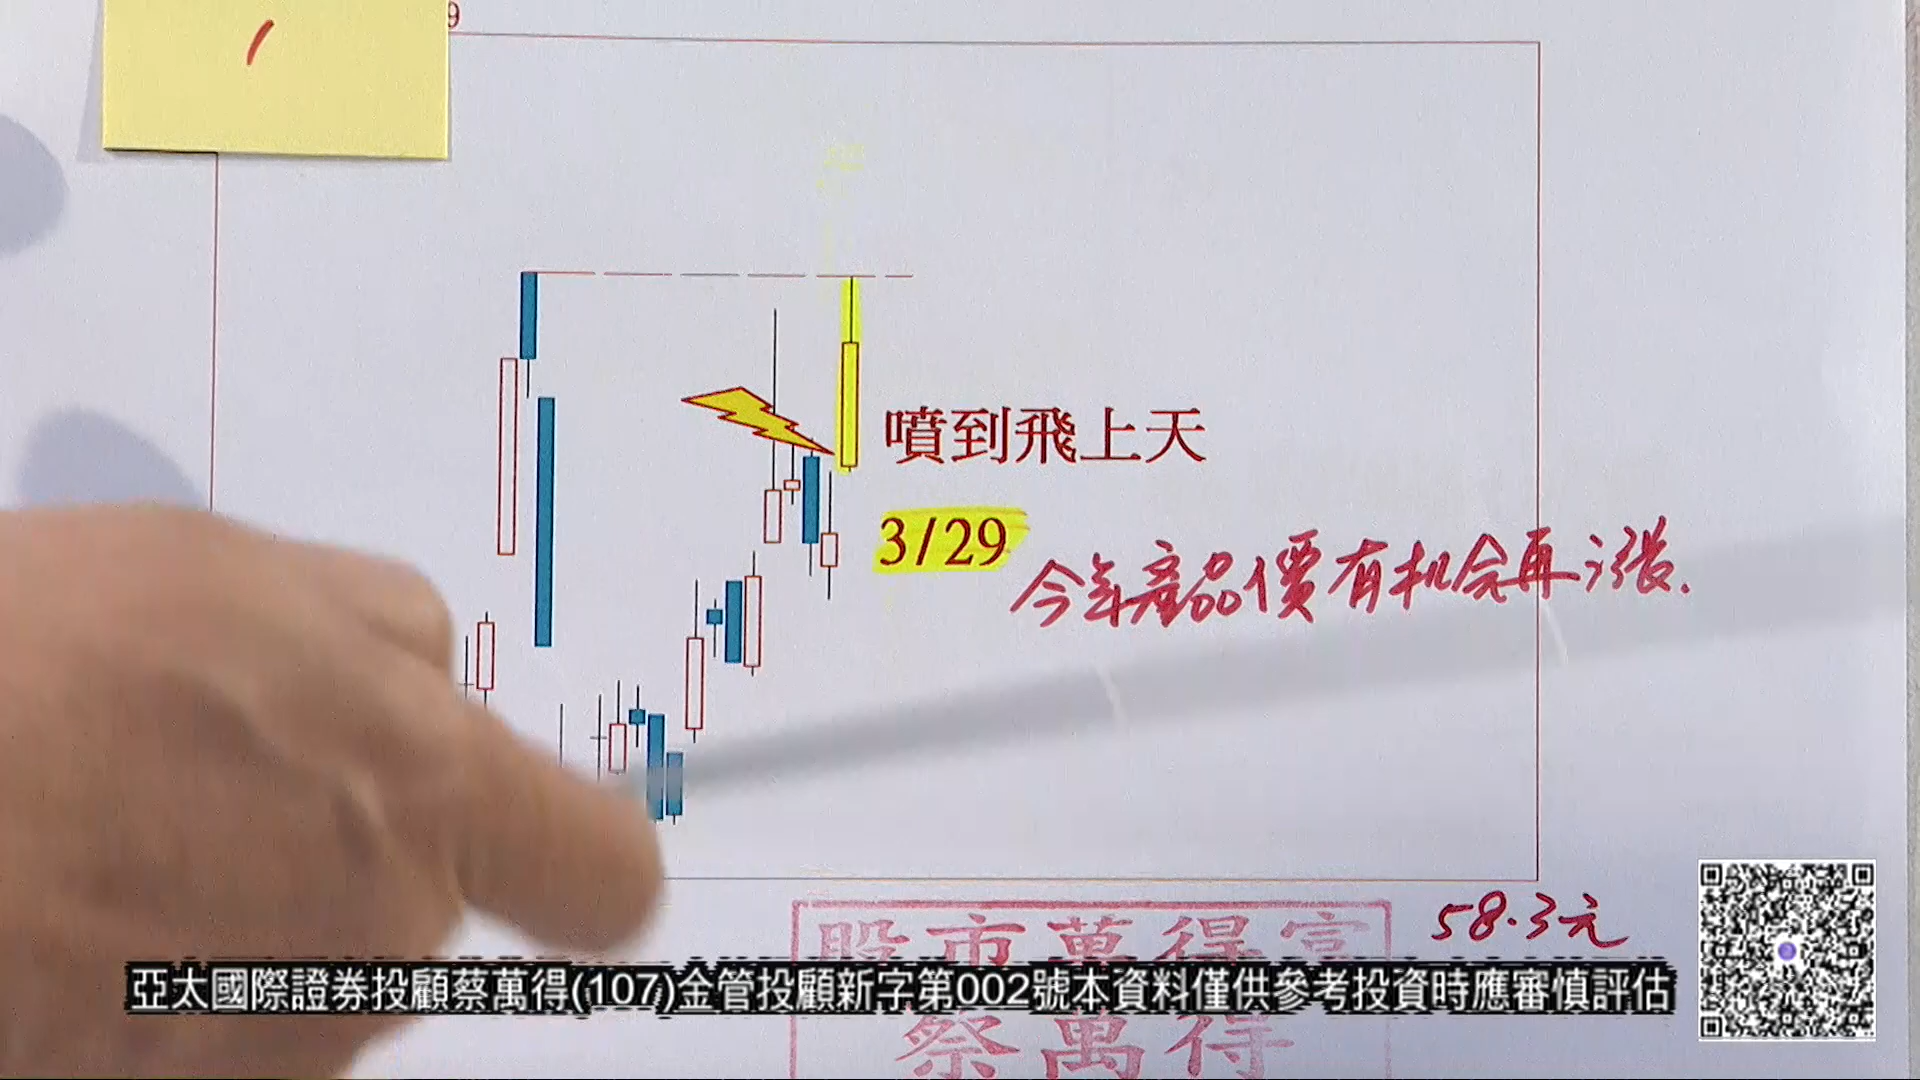 9
噴到飛上天
3/29
今年產品價有机会再漲.
58.3元
股市萬得富
亞太國際證券投顧蔡萬得(107)金管投顧新字第002號本資料僅供參考投資時應審慎評估
蔡萬得